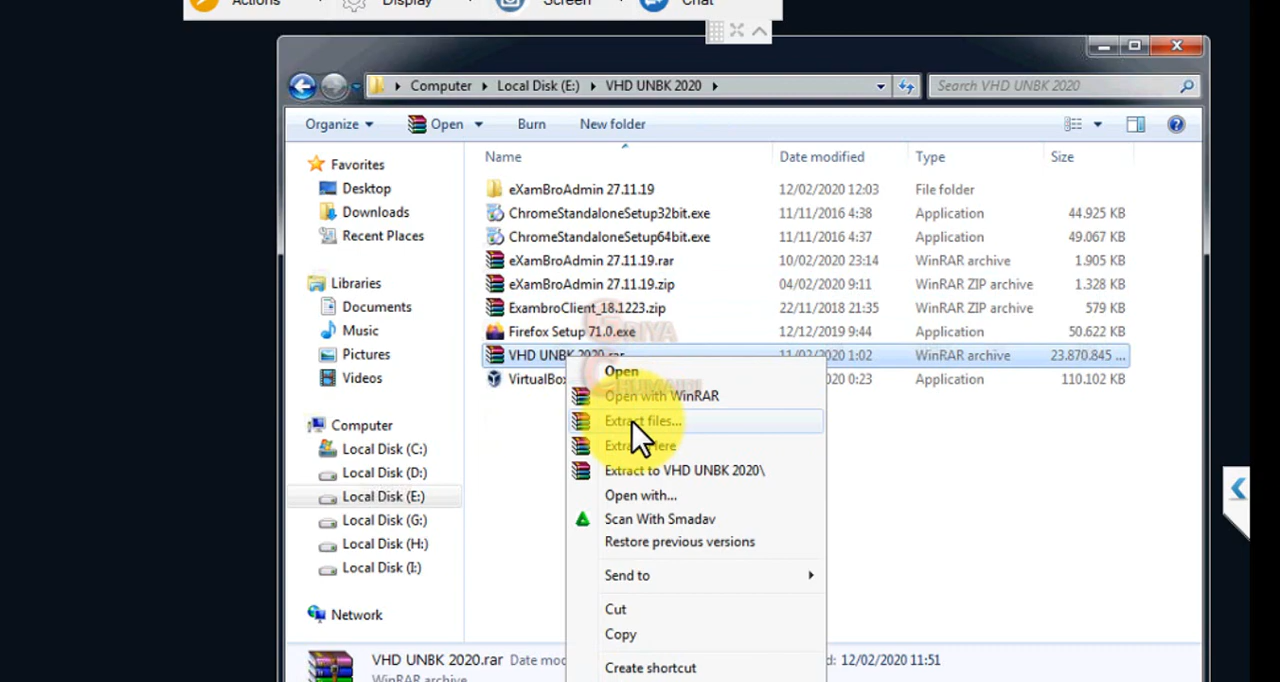 Actions Display Screen Chat
Computer Local Disk (E:) VHD UNBK 2020 Search VHD UNBK 2020
Organize Open Burn New folder
Name Date modified Type Size
Favorites
Desktop
Downloads
Recent Places
Libraries
Documents
Music
Pictures
Videos
Computer
Local Disk (C:)
Local Disk (D:)
Local Disk (E:)
Local Disk (G:)
Local Disk (H:)
Local Disk (I:)
Network
eXamBroAdmin 27.11.19 12/02/2020 12:03 File folder
ChromeStandaloneSetup32bit.exe 11/11/2016 4:38 Application 44.925 KB
ChromeStandaloneSetup64bit.exe 11/11/2016 4:37 Application 49.067 KB
eXamBroAdmin 27.11.19.rar 10/02/2020 23:14 WinRAR archive 1.905 KB
eXamBroAdmin 27.11.19.zip 04/02/2020 9:11 WinRAR ZIP archive 1.328 KB
ExambroClient_18.1223.zip 22/11/2018 21:35 WinRAR ZIP archive 579 KB
Firefox Setup 71.0.exe 12/12/2019 9:44 Application 50.622 KB
VHD UNBK 2020.rar 11/02/2020 1:02 WinRAR archive 23.870.845 ...
VirtualBox 0:23 Application 110.102 KB
Open
Open with WinRAR
Extract files...
Extract Here
Extract to VHD UNBK 2020\
Open with...
Scan With Smadav
Restore previous versions
Send to
Cut
Copy
Create shortcut
VHD UNBK 2020.rar Date mod d: 12/02/2020 11:51
WinRAR archive